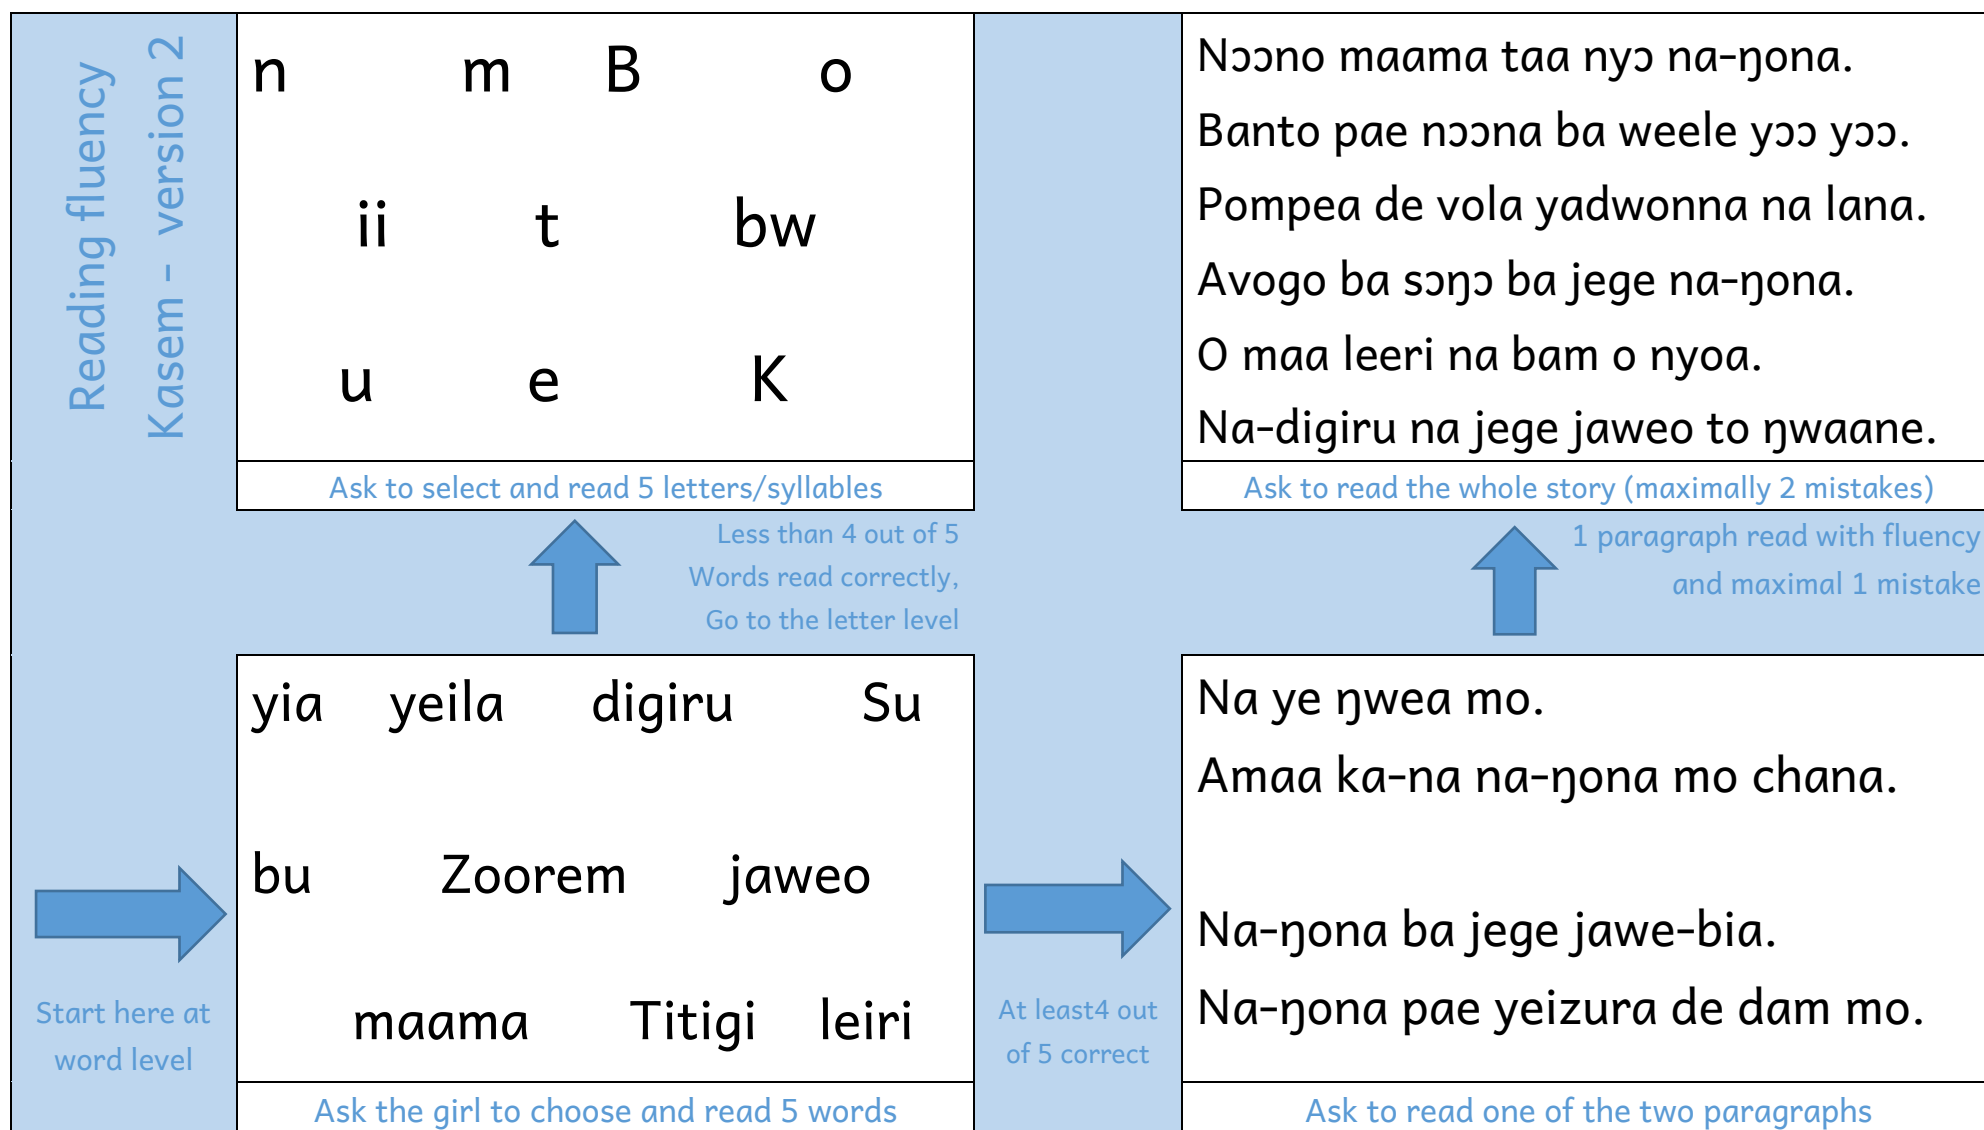 Reading fluency
Kasem - version 2
n m B o
ii t bw
u e K
Ask to select and read 5 letters/syllables
Less than 4 out of 5
Words read correctly,
Go to the letter level
yia yeila digiru Su
bu Zoorem jaweo
maama Titigi leiri
Ask the girl to choose and read 5 words
Start here at
word level
At least4 out
of 5 correct
Nɔɔno maama taa nyɔ na-ŋona.
Banto pae nɔɔna ba weele yɔɔ yɔɔ.
Pompea de vola yadwonna na lana.
Avogo ba sɔŋɔ ba jege na-ŋona.
O maa leeri na bam o nyoa.
Na-digiru na jege jaweo to ŋwaane.
Ask to read the whole story (maximally 2 mistakes)
1 paragraph read with fluency
and maximal 1 mistake
Na ye ŋwea mo.
Amaa ka-na na-ŋona mo chana.
Na-ŋona ba jege jawe-bia.
Na-ŋona pae yeizura de dam mo.
Ask to read one of the two paragraphs